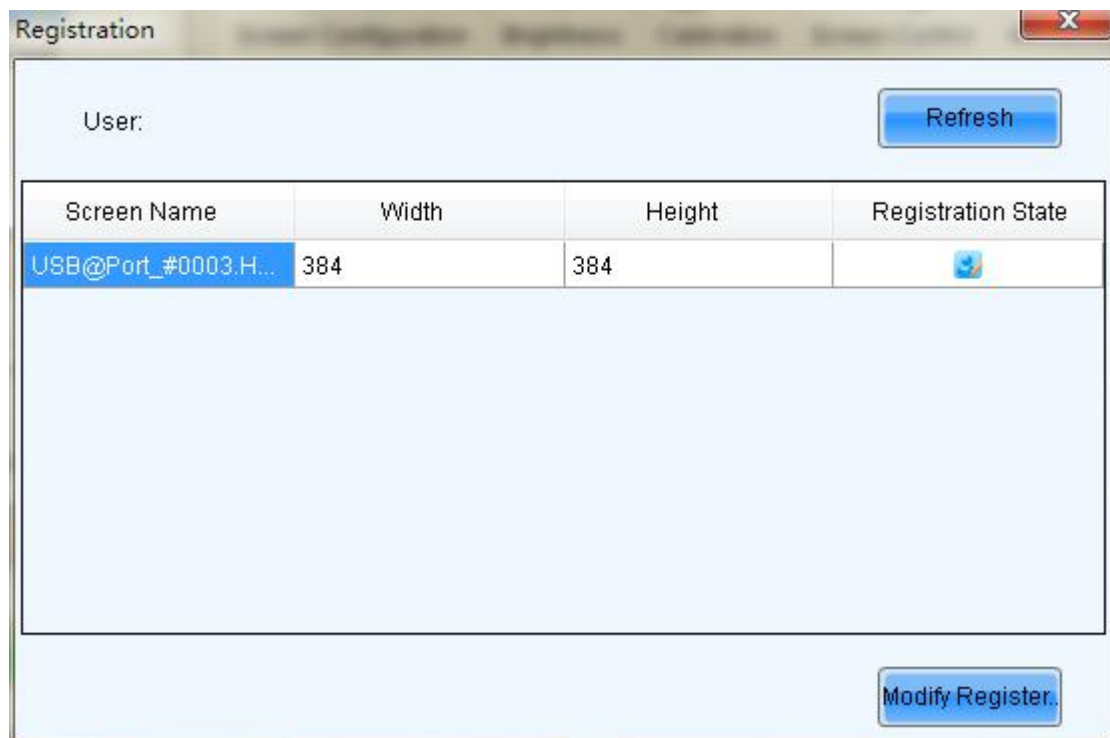 Registration
User:
Refresh
Screen Name Width Height Registration State
USB@Port_#0003.H... 384 384
Modify Register..